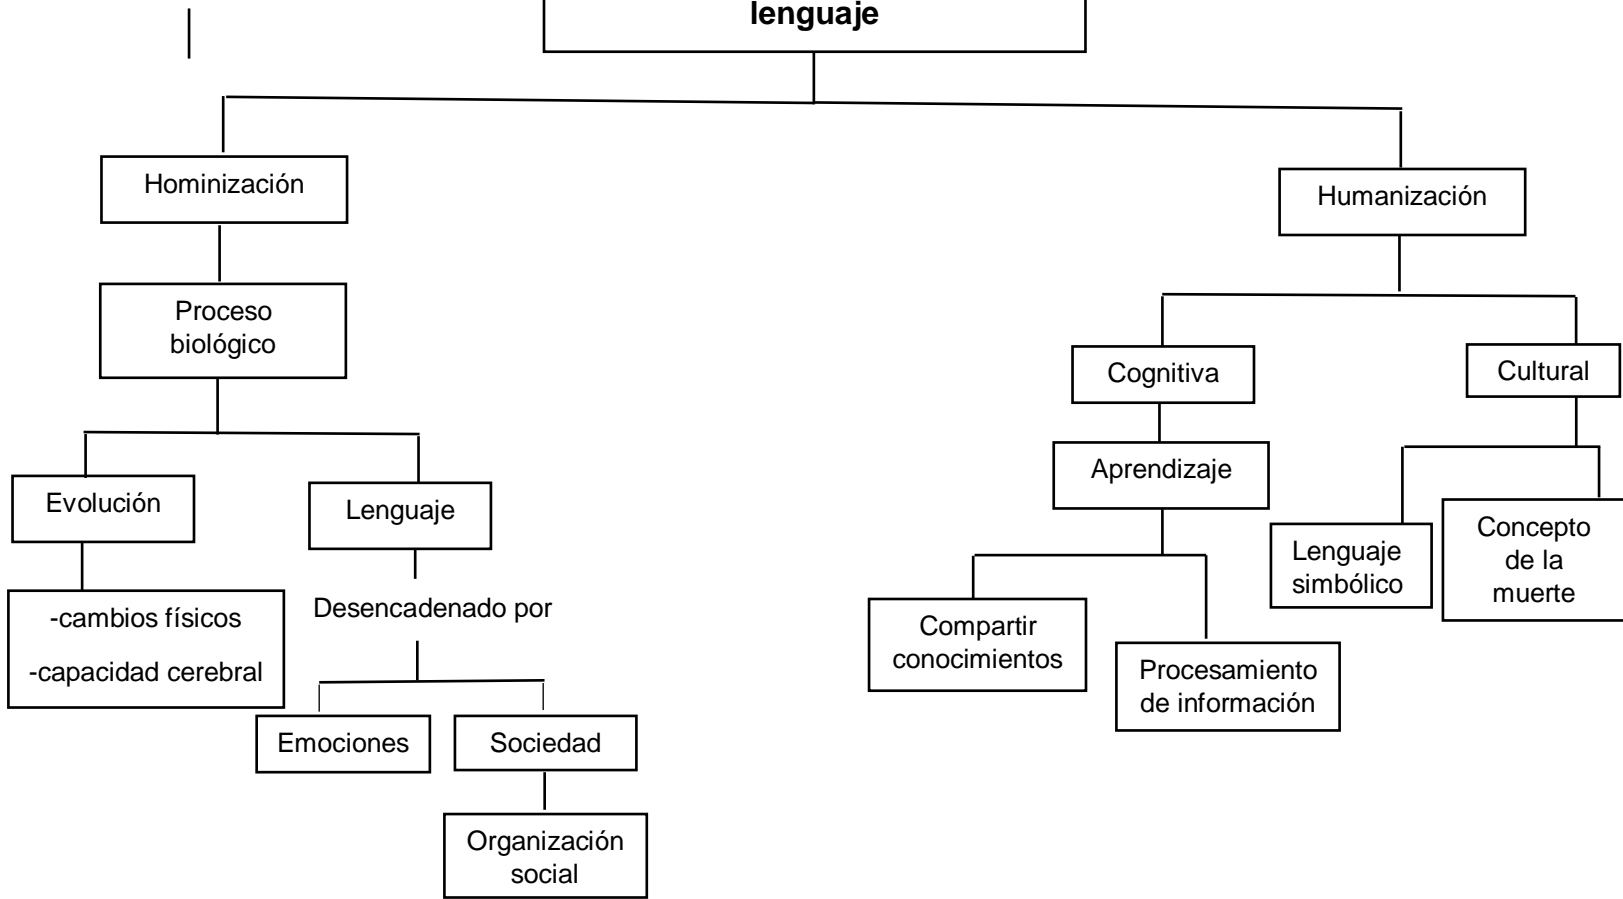 lenguaje
Hominización
Humanización
Proceso
biológico
Cognitiva
Cultural
Aprendizaje
Evolución
Lenguaje
Concepto
de la
muerte
Lenguaje
simbólico
-cambios físicos
-capacidad cerebral
Desencadenado por
Compartir
conocimientos
Procesamiento
de información
Emociones
Sociedad
Organización
social